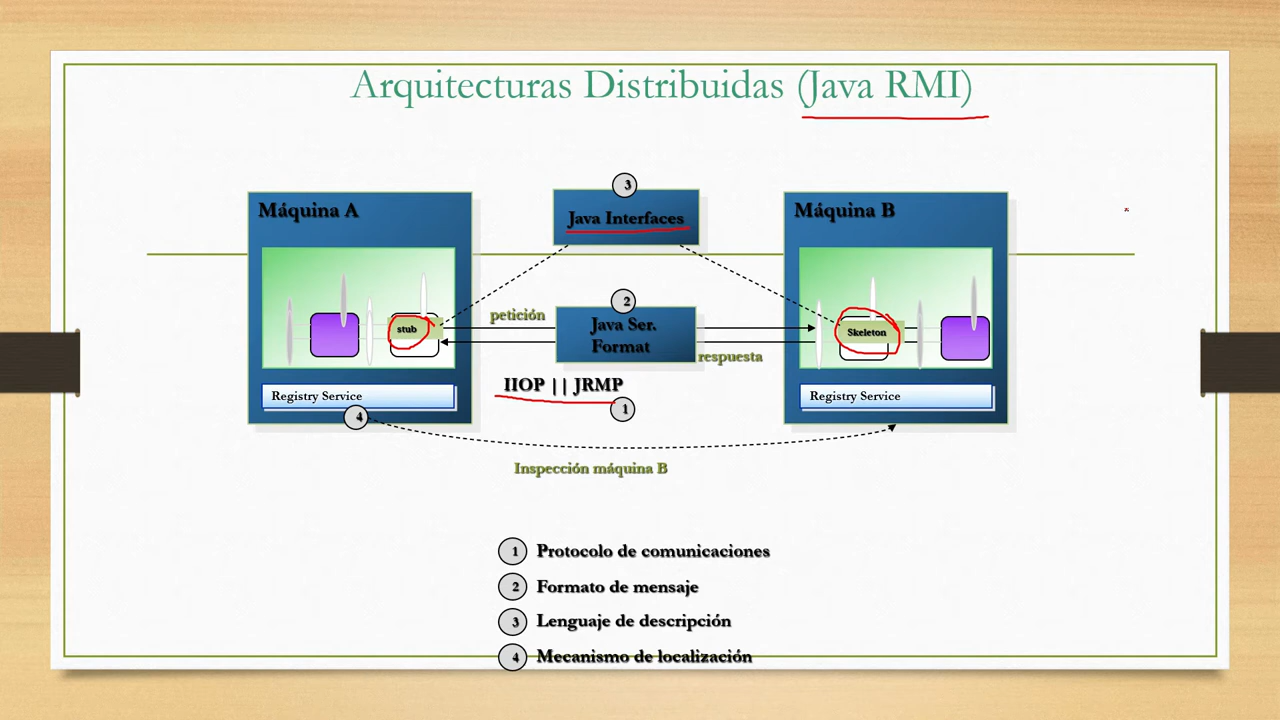 Arquitecturas Distribuidas (Java RMI)
3
Máquina A
Java Interfaces
Máquina B
2
petición
Java Ser.
Format
stub
Skeleton
respuesta
IIOP || JRMP
1
Registry Service
Registry Service
4
Inspección máquina B
1 Protocolo de comunicaciones
2 Formato de mensaje
3 Lenguaje de descripción
4 Mecanismo de localización